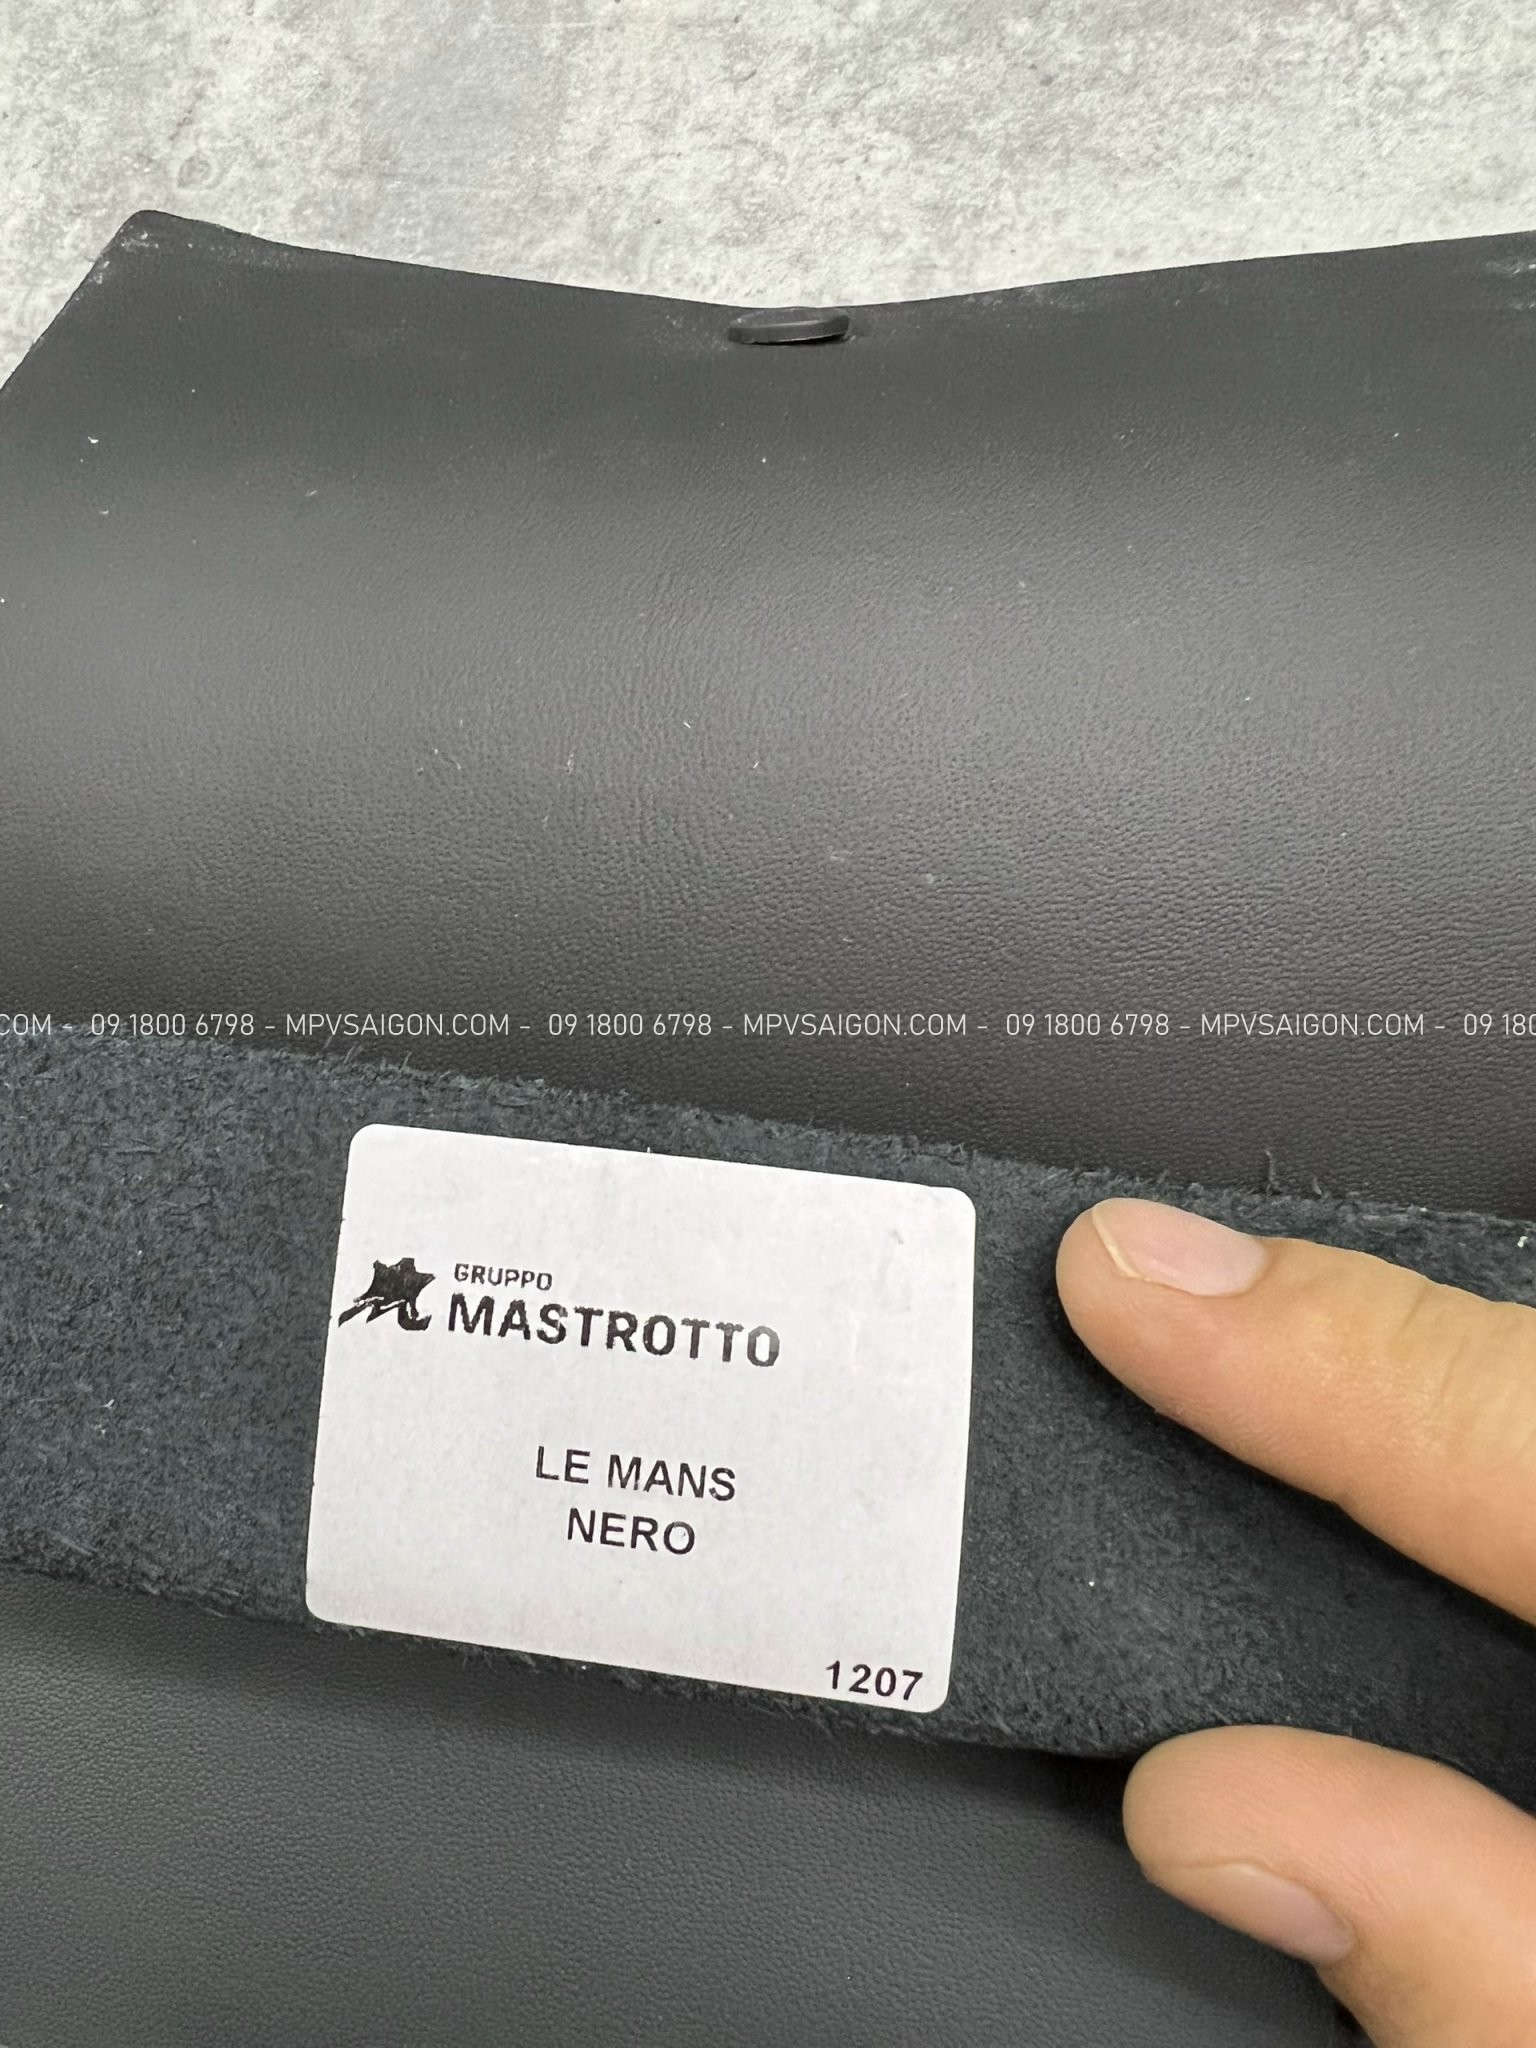 COM - 09 1800 6798 - MPVSAIGON.COM - 09 1800 6798 - MPVSAIGON.COM - 09 1800 6798 - MPVSAIGON.COM - 09 180
GRUPPO
MASTROTTO
LE MANS
NERO
1207